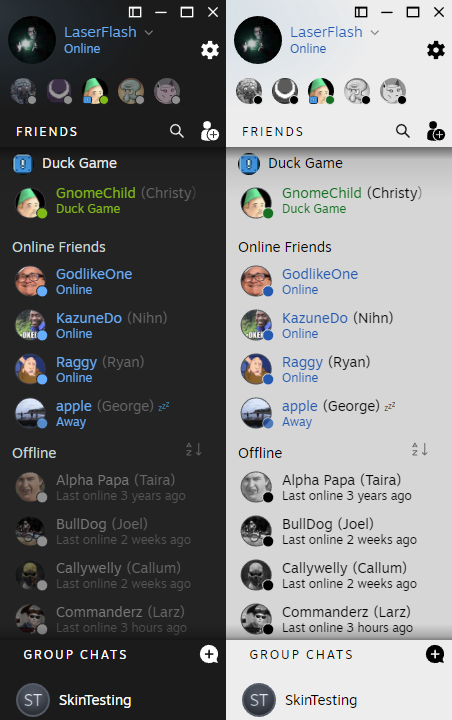 LaserFlash
Online
FRIENDS
Duck Game
GnomeChild (Christy)
Duck Game
Online Friends
GodlikeOne
Online
KazuneDo (Nihn)
Online
Raggy (Ryan)
Online
apple (George) zzz
Away
Offline
A
Z
Alpha Papa (Taira)
Last online 3 years ago
BullDog (Joel)
Last online 2 weeks ago
Callywelly (Callum)
Last online 2 weeks ago
Commanderz (Larz)
Last online 3 hours ago
GROUP CHATS
ST SkinTesting
LaserFlash
Online
FRIENDS
Duck Game
GnomeChild (Christy)
Duck Game
Online Friends
GodlikeOne
Online
KazuneDo (Nihn)
Online
Raggy (Ryan)
Online
apple (George) zzz
Away
Offline
A
Z
Alpha Papa (Taira)
Last online 3 years ago
BullDog (Joel)
Last online 2 weeks ago
Callywelly (Callum)
Last online 2 weeks ago
Commanderz (Larz)
Last online 3 hours ago
GROUP CHATS
ST SkinTesting